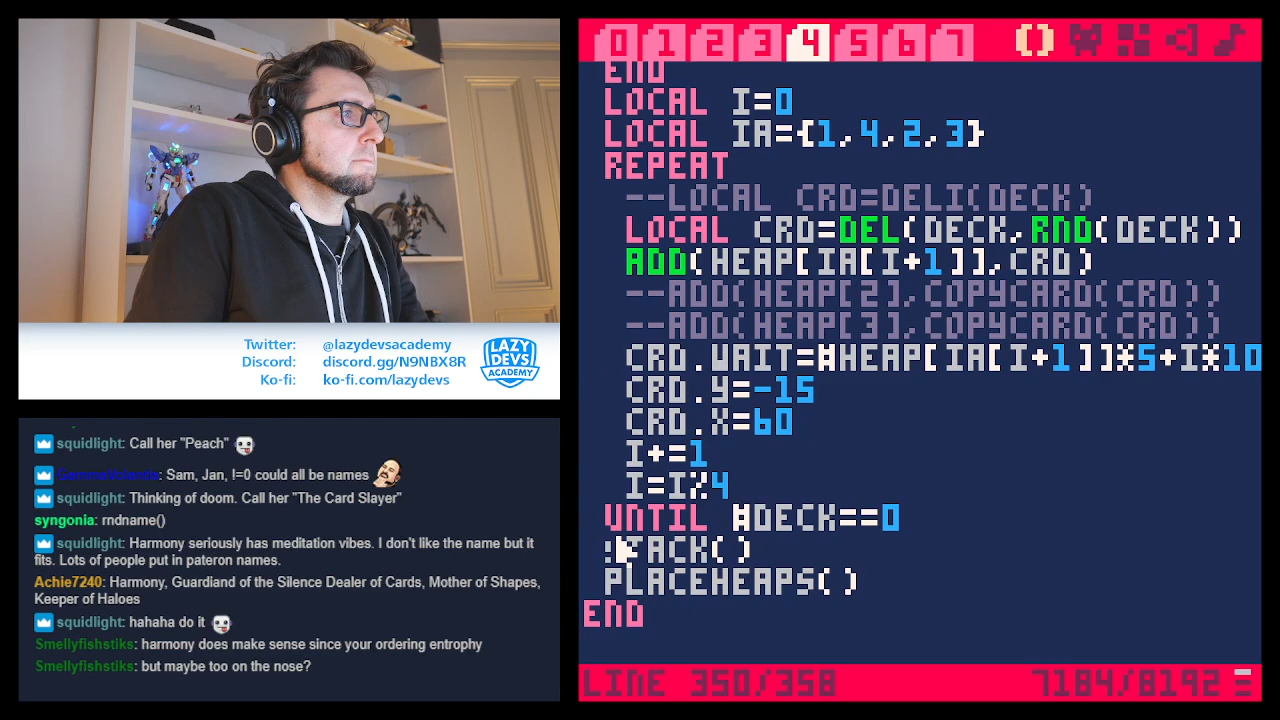 Twitter: @lazydevsacademy
Discord: discord.gg/N9NBX8R
Ko-fi: ko-fi.com/lazydevs
LAZY
DEVS
ACADEMY
squidlight: Call her "Peach"
GammaVolantis: Sam, Jan, !=0 could all be names
squidlight: Thinking of doom. Call her "The Card Slayer"
syngonia: rndname()
squidlight: Harmony seriously has meditation vibes. I don't like the name but it
fits. Lots of people put in pateron names.
Achie7240: Harmony, Guardiand of the Silence Dealer of Cards, Mother of Shapes,
Keeper of Haloes
squidlight: hahaha do it
Smellyfishstiks: harmony does make sense since your ordering entrophy
Smellyfishstiks: but maybe too on the nose?
0 1 2 3 4 5 6 7 ()
END
LOCAL I=0
LOCAL IA={1,4,2,3}
REPEAT
--LOCAL CRD=DELI(DECK)
LOCAL CRD=DEL(DECK,RND(DECK))
ADD(HEAP[IA[I+1]],CRD)
--ADD(HEAP[2],COPYCARD(CRD))
--ADD(HEAP[3],COPYCARD(CRD))
CRD.WAIT=#HEAP[IA[I+1]]*5+I*10
CRD.Y=-15
CRD.X=60
I+=1
I=I%4
UNTIL #DECK==0
PLACEHEAPS()
END
LINE 350/358 7184/8192